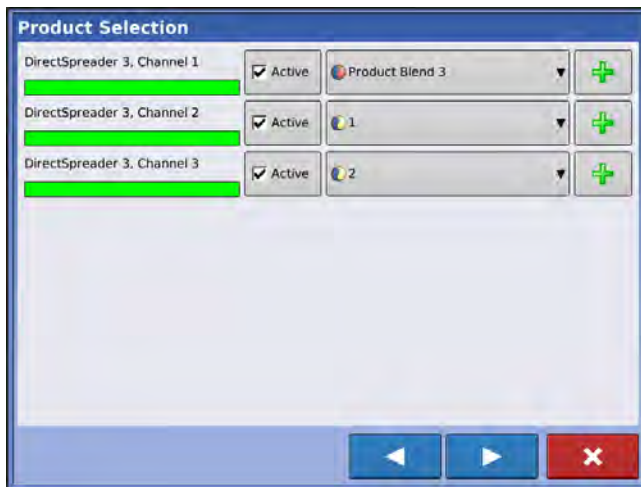 Product Selection
DirectSpreader 3, Channel 1
Active
Product Blend 3
DirectSpreader 3, Channel 2
Active
1
DirectSpreader 3, Channel 3
Active
2